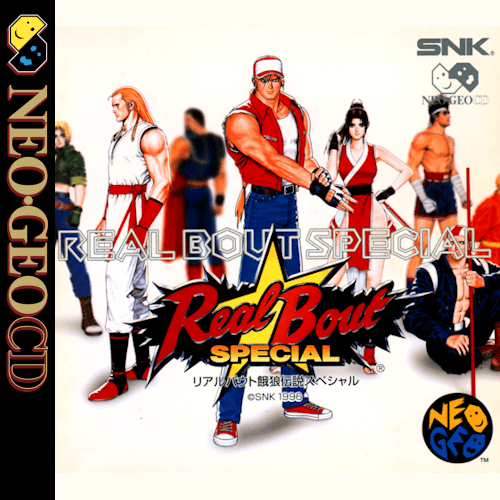 NEO•GEO CD
SNK®
NEO•GEO CD
REAL BOUT SPECIAL
Real Bout
SPECIAL
®
リアルバウト餓狼伝説スペシャル
©SNK 1996
NEO
GEO
™